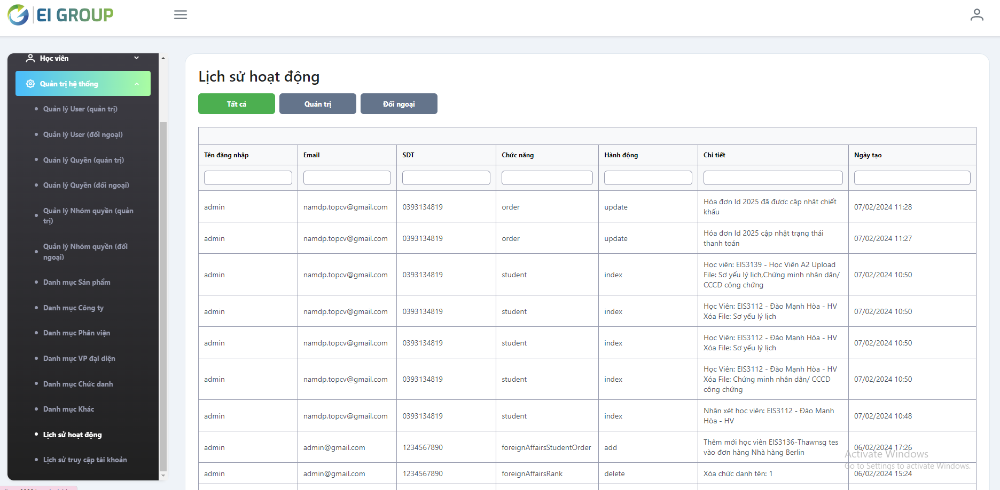 EI GROUP
Học viên
Quản trị hệ thống
Quản lý User (quản trị)
Quản lý User (đối ngoại)
Quản lý Quyền (quản trị)
Quản lý Quyền (đối ngoại)
Quản lý Nhóm quyền (quản
trị)
Quản lý Nhóm quyền (đối
ngoại)
Danh mục Sản phẩm
Danh mục Công ty
Danh mục Phân viện
Danh mục VP đại diện
Danh mục Chức danh
Danh mục Khác
Lịch sử hoạt động
Lịch sử truy cập tài khoản
Lịch sử hoạt động
Tất cả Quản trị Đối ngoại
Tên đăng nhập Email SDT Chức năng Hành động Chi tiết Ngày tạo
admin namdp.topcv@gmail.com 0393134819 order update Hóa đơn Id 2025 đã được cập nhật chiết 07/02/2024 11:28
khấu
admin namdp.topcv@gmail.com 0393134819 order update Hóa đơn Id 2025 cập nhật trạng thái 07/02/2024 11:27
thanh toán
admin namdp.topcv@gmail.com 0393134819 student index Học viên: EIS3139 - Học Viên A2 Upload 07/02/2024 10:50
File: Sơ yếu lý lịch,Chứng minh nhân dân/
CCCD công chứng
admin namdp.topcv@gmail.com 0393134819 student index Học Viên: EIS3112 - Đào Mạnh Hòa - HV 07/02/2024 10:50
Xóa File: Sơ yếu lý lịch
admin namdp.topcv@gmail.com 0393134819 student index Học Viên: EIS3112 - Đào Mạnh Hòa - HV 07/02/2024 10:50
Xóa File: Sơ yếu lý lịch
admin namdp.topcv@gmail.com 0393134819 student index Học Viên: EIS3112 - Đào Mạnh Hòa - HV 07/02/2024 10:50
Xóa File: Chứng minh nhân dân/ CCCD
công chứng
admin namdp.topcv@gmail.com 0393134819 student index Nhận xét học viên: EIS3112 - Đào Mạnh 07/02/2024 10:48
Hòa - HV
admin admin@gmail.com 1234567890 foreignAffairsStudentOrder add Thêm mới học viên EIS3136-Thawnsg tes 06/02/2024 17:26
vào đơn hàng Nhà hàng Berlin
admin admin@gmail.com 1234567890 foreignAffairsRank delete Xóa chức danh tên: 1 06/02/2024 15:24
Activate Windows
Go to Settings to activate Windows.